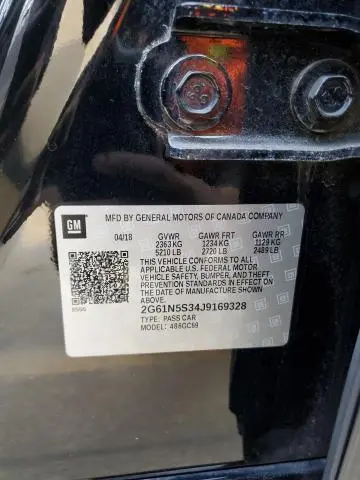 MFD BY GENERAL MOTORS OF CANADA COMPANY
GM
04/18 GVWR GAWR FRT GAWR RR
2363 KG 1234 KG 1129 KG
5210 LB 2720 LB 2489 LB
THIS VEHICLE CONFORMS TO ALL
APPLICABLE U.S. FEDERAL MOTOR
VEHICLE SAFETY, BUMPER, AND THEFT
PREVENTION STANDARDS IN EFFECT ON THE
DATE OF MANUFACTURE SHOWN ABOVE.
2G61N5S34J9169328
TYPE: PASS CAR
MODEL: 4B8GC69